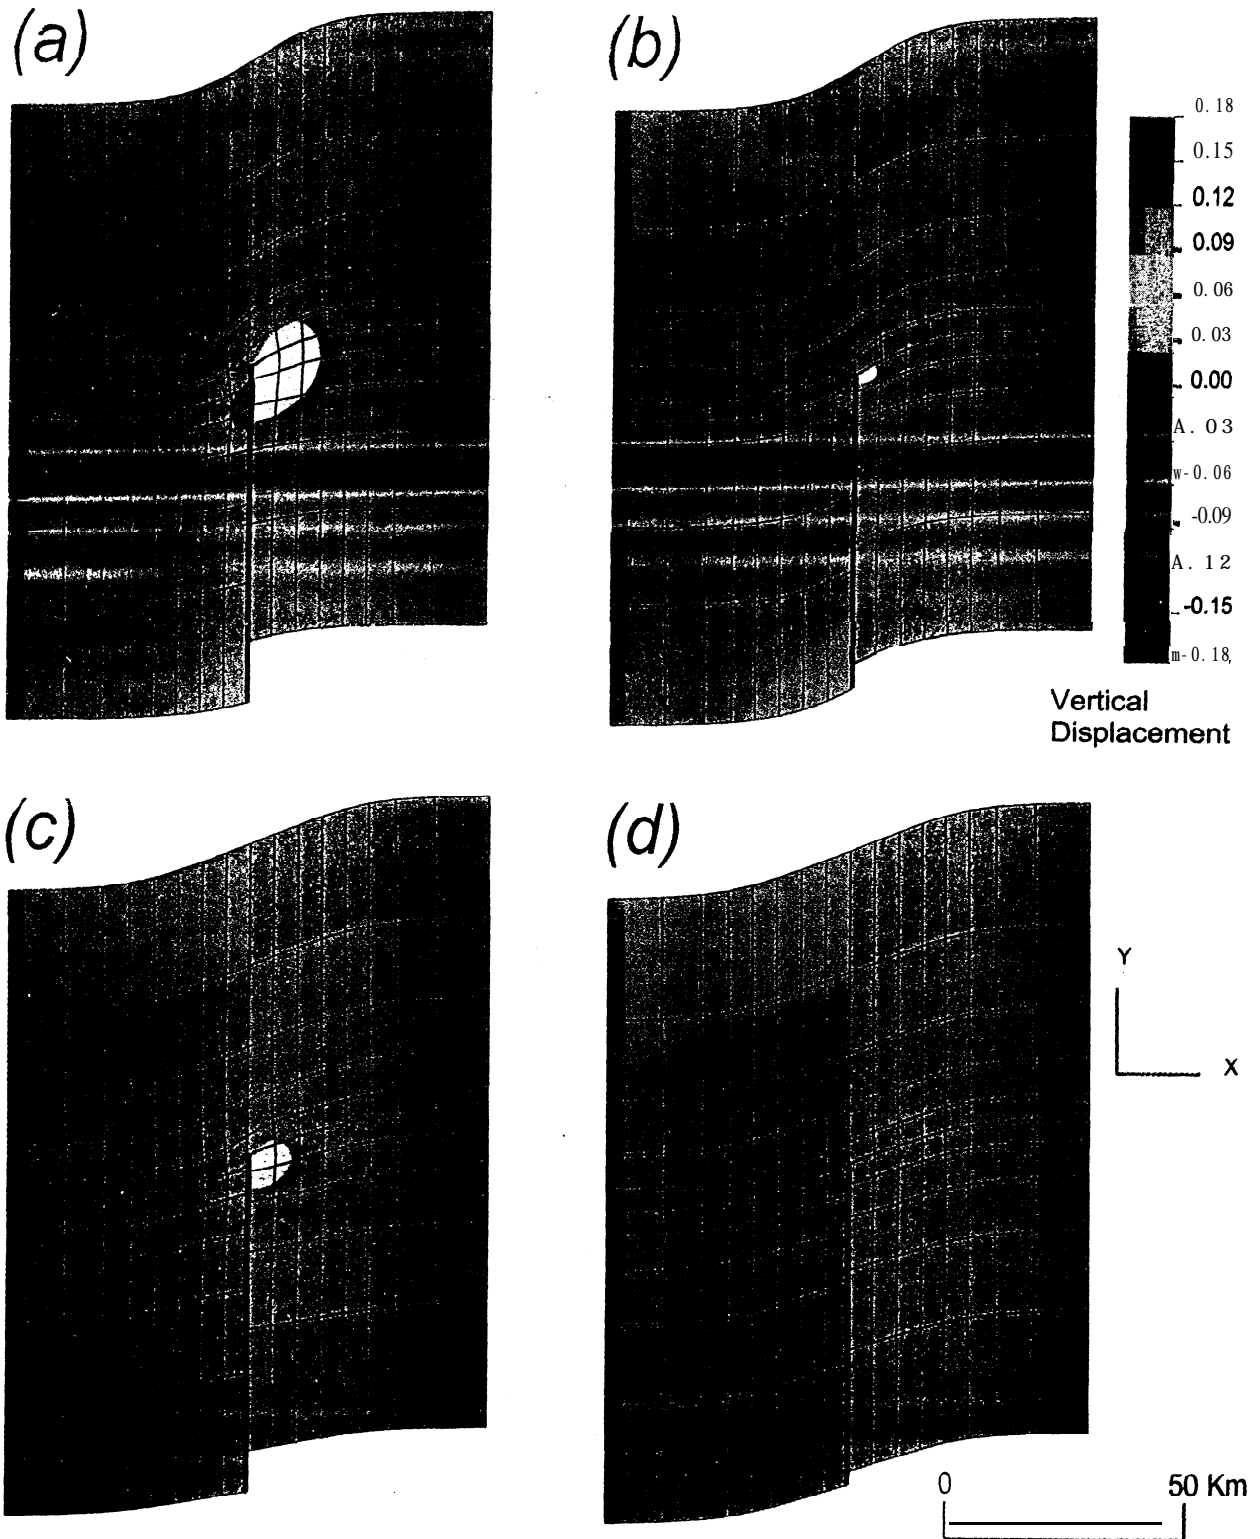 (a)
(b)
0.18
0.15
0.12
0.09
0.06
0.03
0.00
A. 03
w-0.06
-0.09
A. 12
-0.15
m-0.18
Vertical
Displacement
(c)
(d)
Y
X
0 50 Km